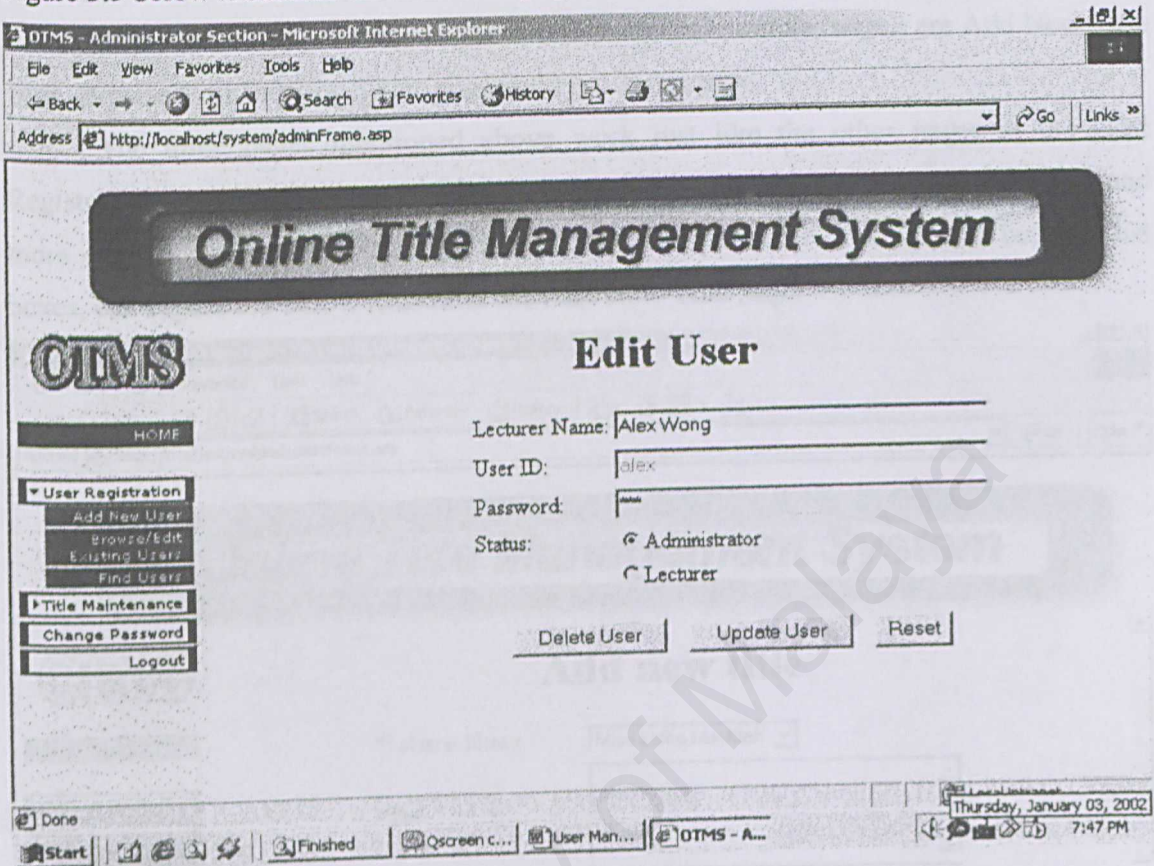 OTMS - Administrator Section - Microsoft Internet Explorer
File Edit View Favorites Tools Help
Back Search Favorites History
Address http://localhost/system/adminFrame.asp Go Links »
Online Title Management System
OTMS
Edit User
HOME
User Registration
Add New User
Browse/Edit
Existing Users
Find Users
Title Maintenance
Change Password
Logout
Lecturer Name: Alex Wong
User ID: alex
Password: ****
Status: Administrator
Lecturer
Delete User Update User Reset
Done
Thursday, January 03, 2002
Start Finished Qscreen c... User Man... OTMS - A... 7:47 PM
of Malaya